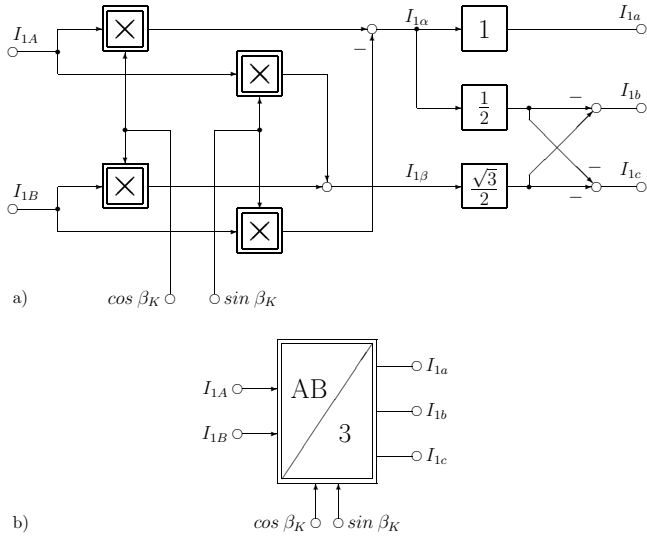 I1A
×
−
I1α
1
I1a
×
1/2
−
I1b
I1B
×
I1β
√3/2
−
−
I1c
×
a)
cos βK
sin βK
I1A
AB
I1a
I1B
3
I1b
I1c
b)
cos βK
sin βK